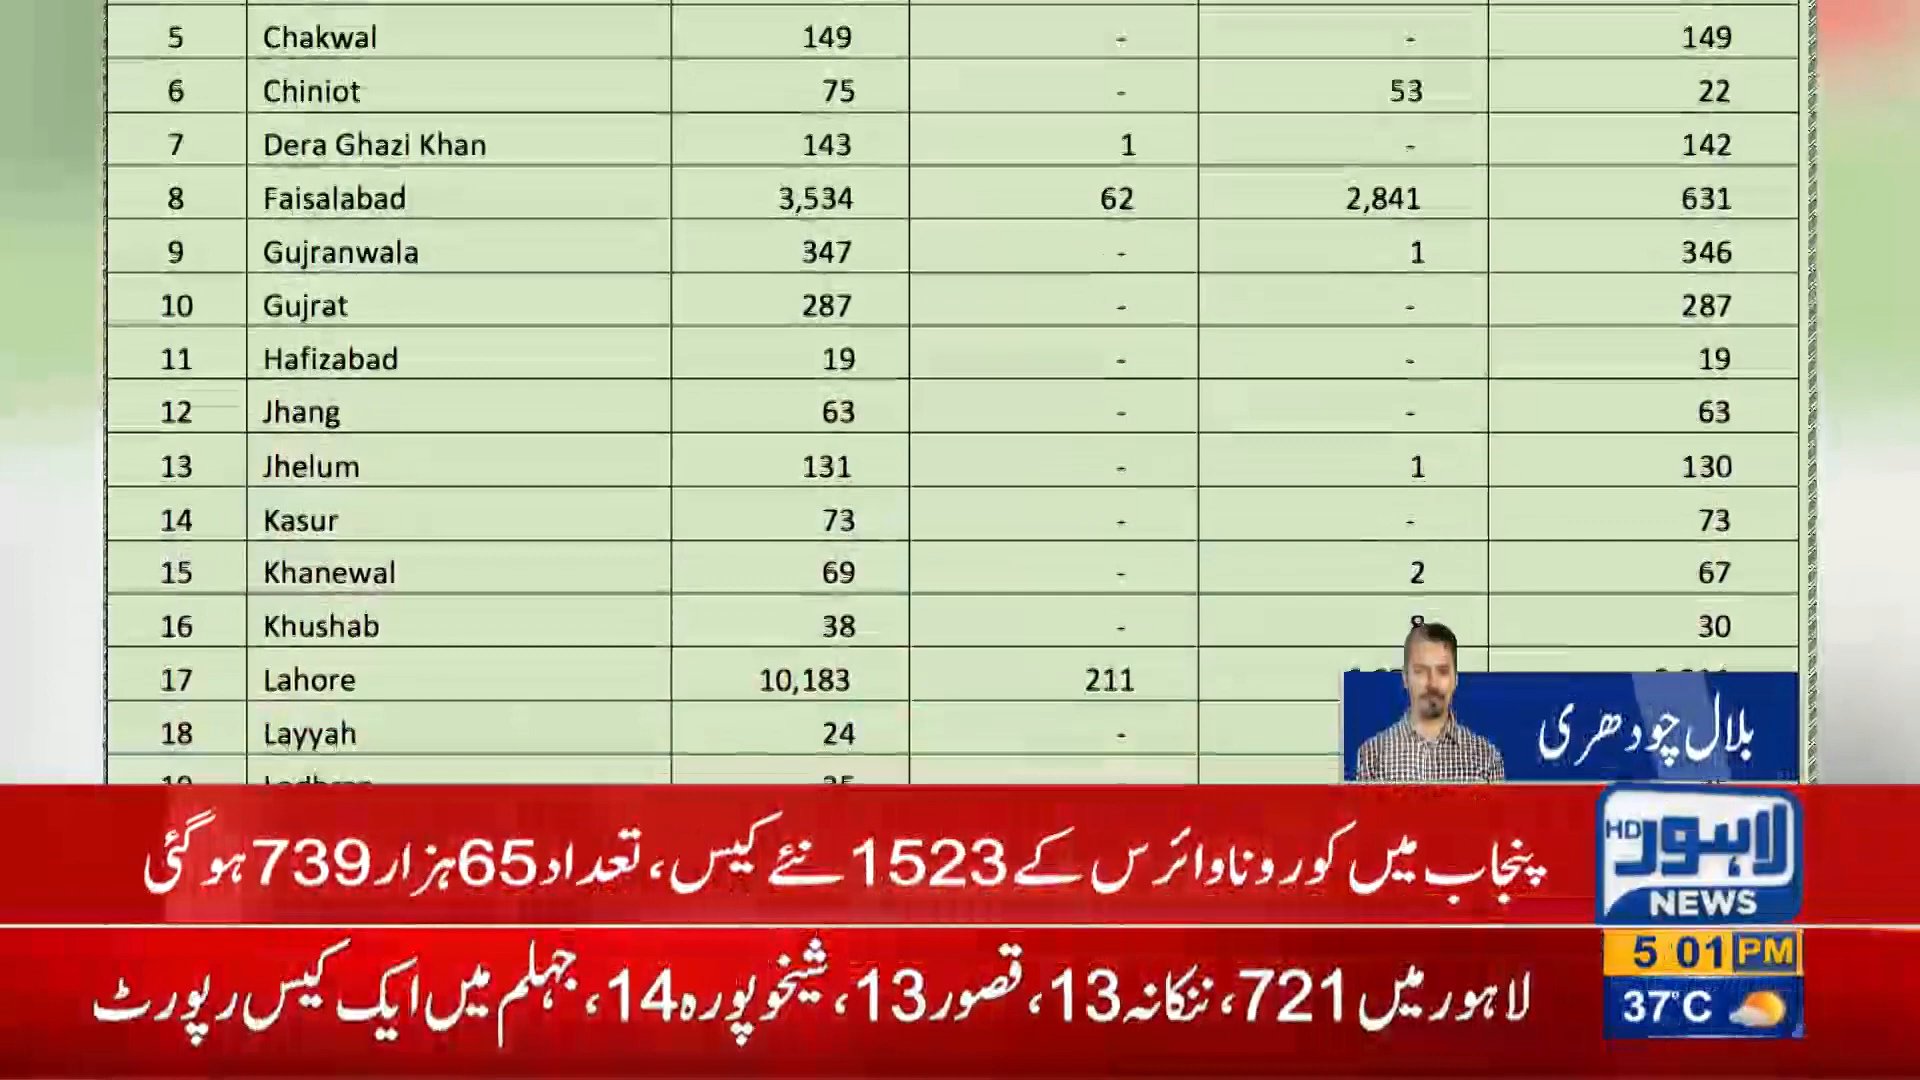 5 Chakwal 149 - - 149
6 Chiniot 75 - 53 22
7 Dera Ghazi Khan 143 1 - 142
8 Faisalabad 3,534 62 2,841 631
9 Gujranwala 347 - 1 346
10 Gujrat 287 - - 287
11 Hafizabad 19 - - 19
12 Jhang 63 - - 63
13 Jhelum 131 - 1 130
14 Kasur 73 - - 73
15 Khanewal 69 - 2 67
16 Khushab 38 - 30
17 Lahore 10,183 211
18 Layyah 24 -
بلال چودھری
پنجاب میں کورونا وائرس کے 1523 نئے کیس، تعداد 65 ہزار 739 ہو گئی
لاہور HD
NEWS
لاہور میں 721، ننکانہ 13، قصور 13، شیخوپورہ 14، جہلم میں ایک کیس رپورٹ
5 01 PM
37°C